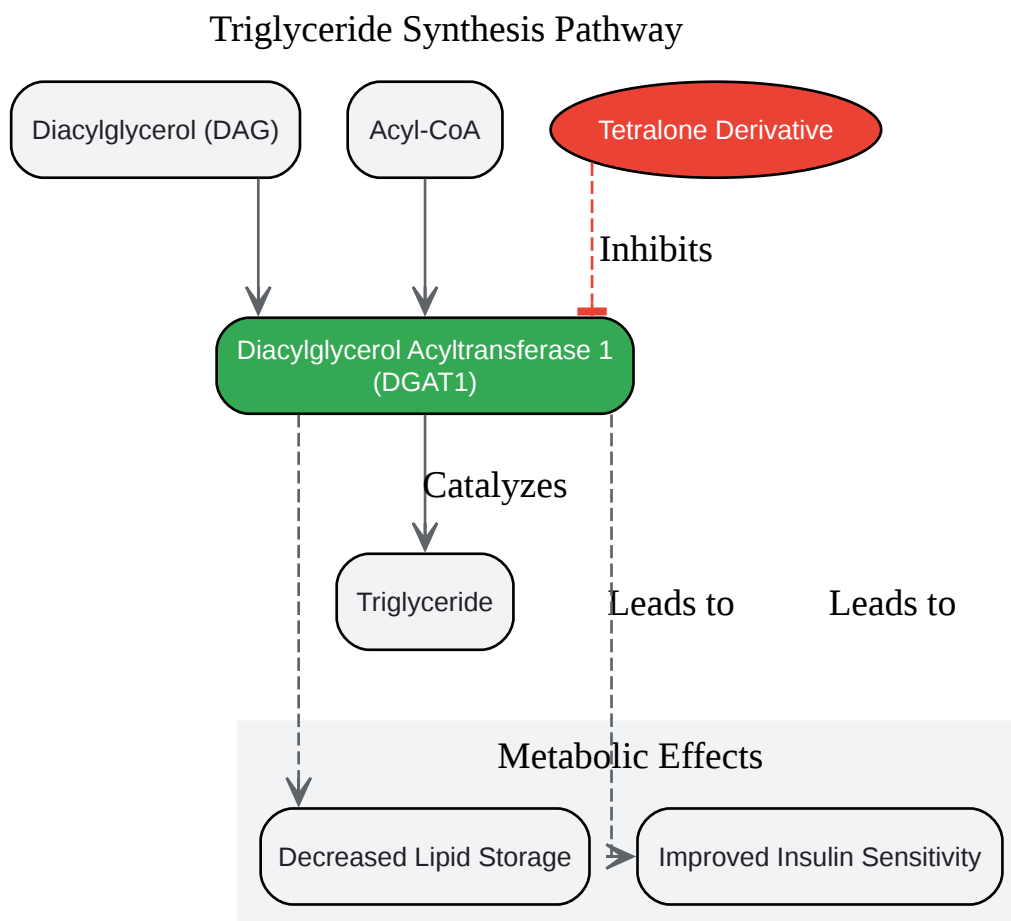 Triglyceride Synthesis Pathway
Diacylglycerol (DAG)
Acyl-CoA
Tetralone Derivative
Inhibits
Diacylglycerol Acyltransferase 1
(DGAT1)
Catalyzes
Triglyceride
Leads to
Leads to
Metabolic Effects
Decreased Lipid Storage
Improved Insulin Sensitivity